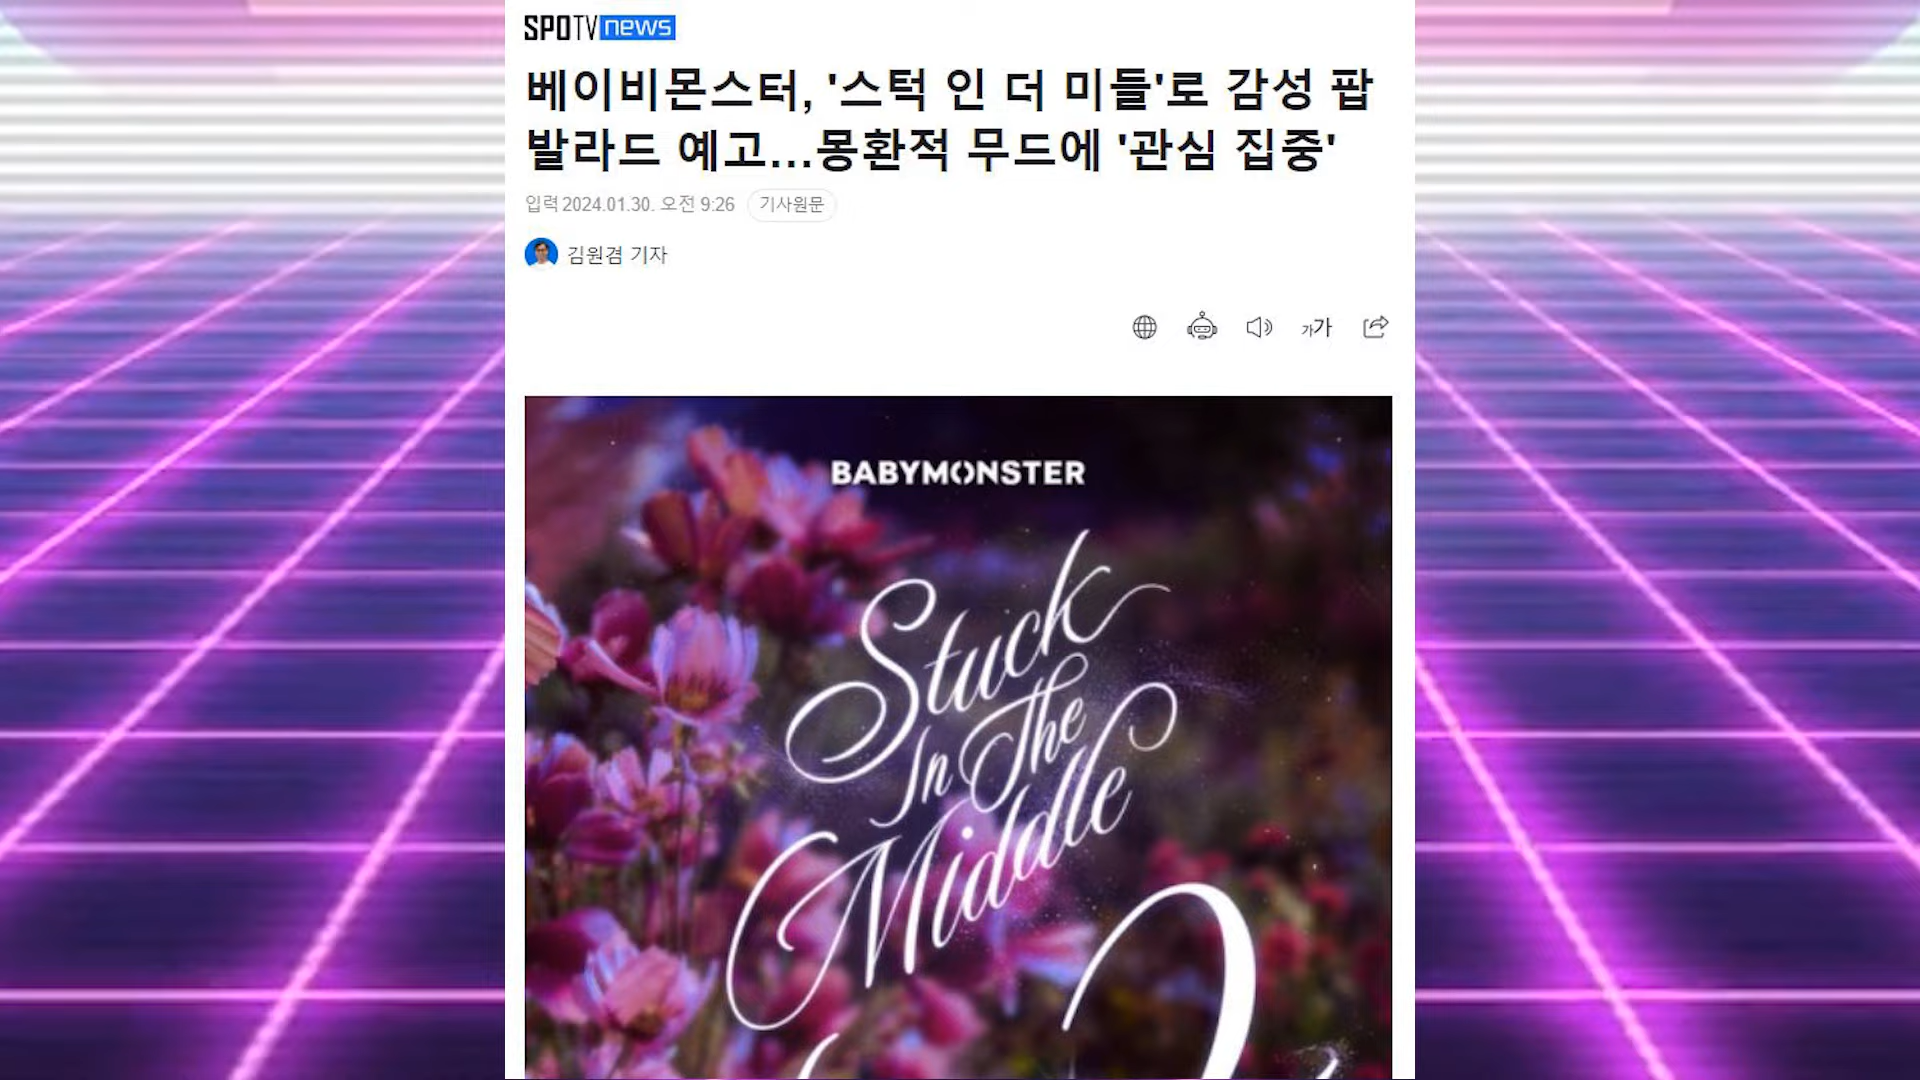 SPOTV news
베이비몬스터, '스턱 인 더 미들'로 감성 팝
발라드 예고...몽환적 무드에 '관심 집중'
입력 2024.01.30. 오전 9:26 기사원문
김원겸 기자
가가
BABYMONSTER
Stuck
In The
Middle